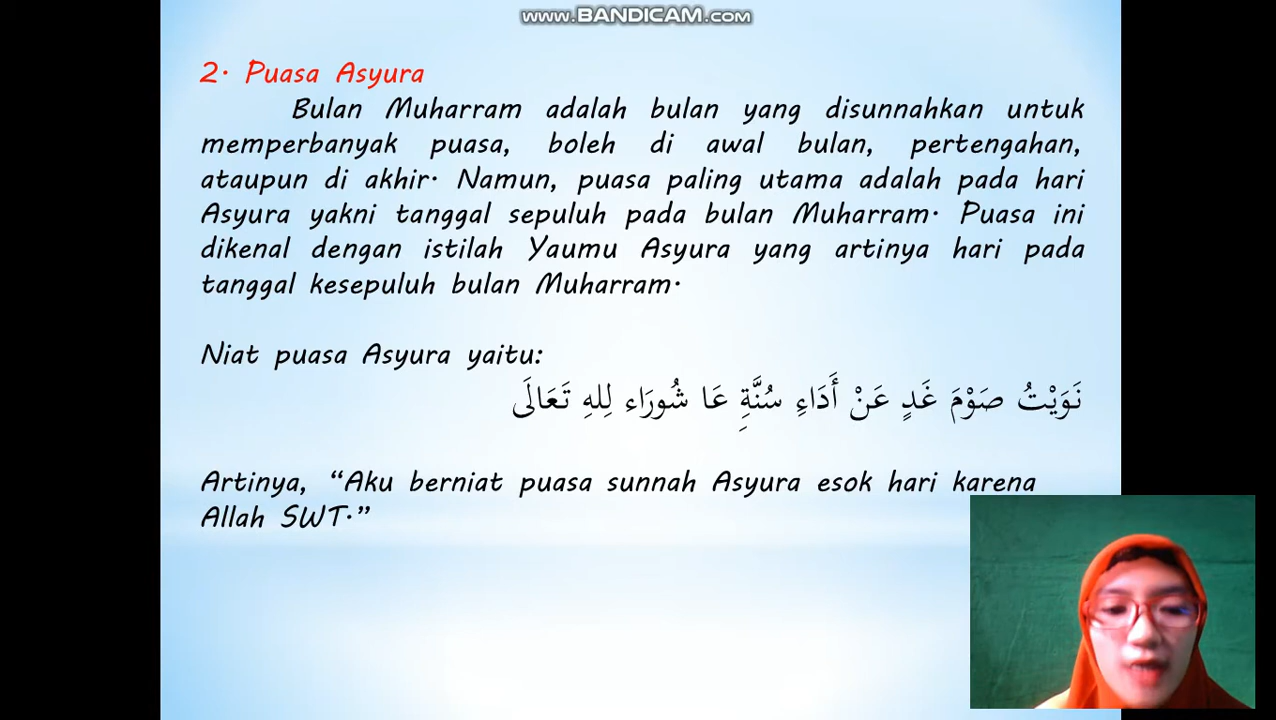 www.BANDICAM.com
2. Puasa Asyura
Bulan Muharram adalah bulan yang disunnahkan untuk
memperbanyak puasa, boleh di awal bulan, pertengahan,
ataupun di akhir. Namun, puasa paling utama adalah pada hari
Asyura yakni tanggal sepuluh pada bulan Muharram. Puasa ini
dikenal dengan istilah Yaumu Asyura yang artinya hari pada
tanggal kesepuluh bulan Muharram.
Niat puasa Asyura yaitu:
نَوَيْتُ صَوْمَ غَدٍ عَنْ أَدَاءِ سُنَّةِِ عَا شُورَاء لِلهِ تَعَالَى
Artinya, “Aku berniat puasa sunnah Asyura esok hari karena
Allah SWT.”